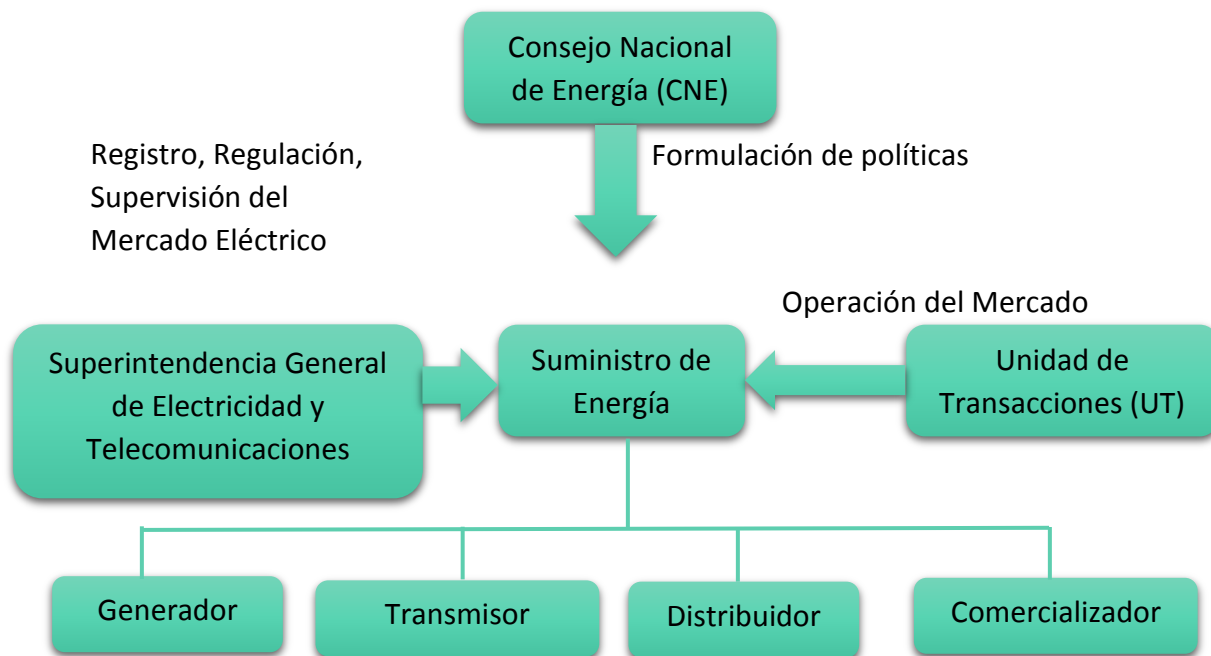 Consejo Nacional
de Energía (CNE)
Registro, Regulación,
Supervisión del
Mercado Eléctrico
Formulación de políticas
Operación del Mercado
Superintendencia General
de Electricidad y
Telecomunicaciones
Suministro de
Energía
Unidad de
Transacciones (UT)
Generador
Transmisor
Distribuidor
Comercializador